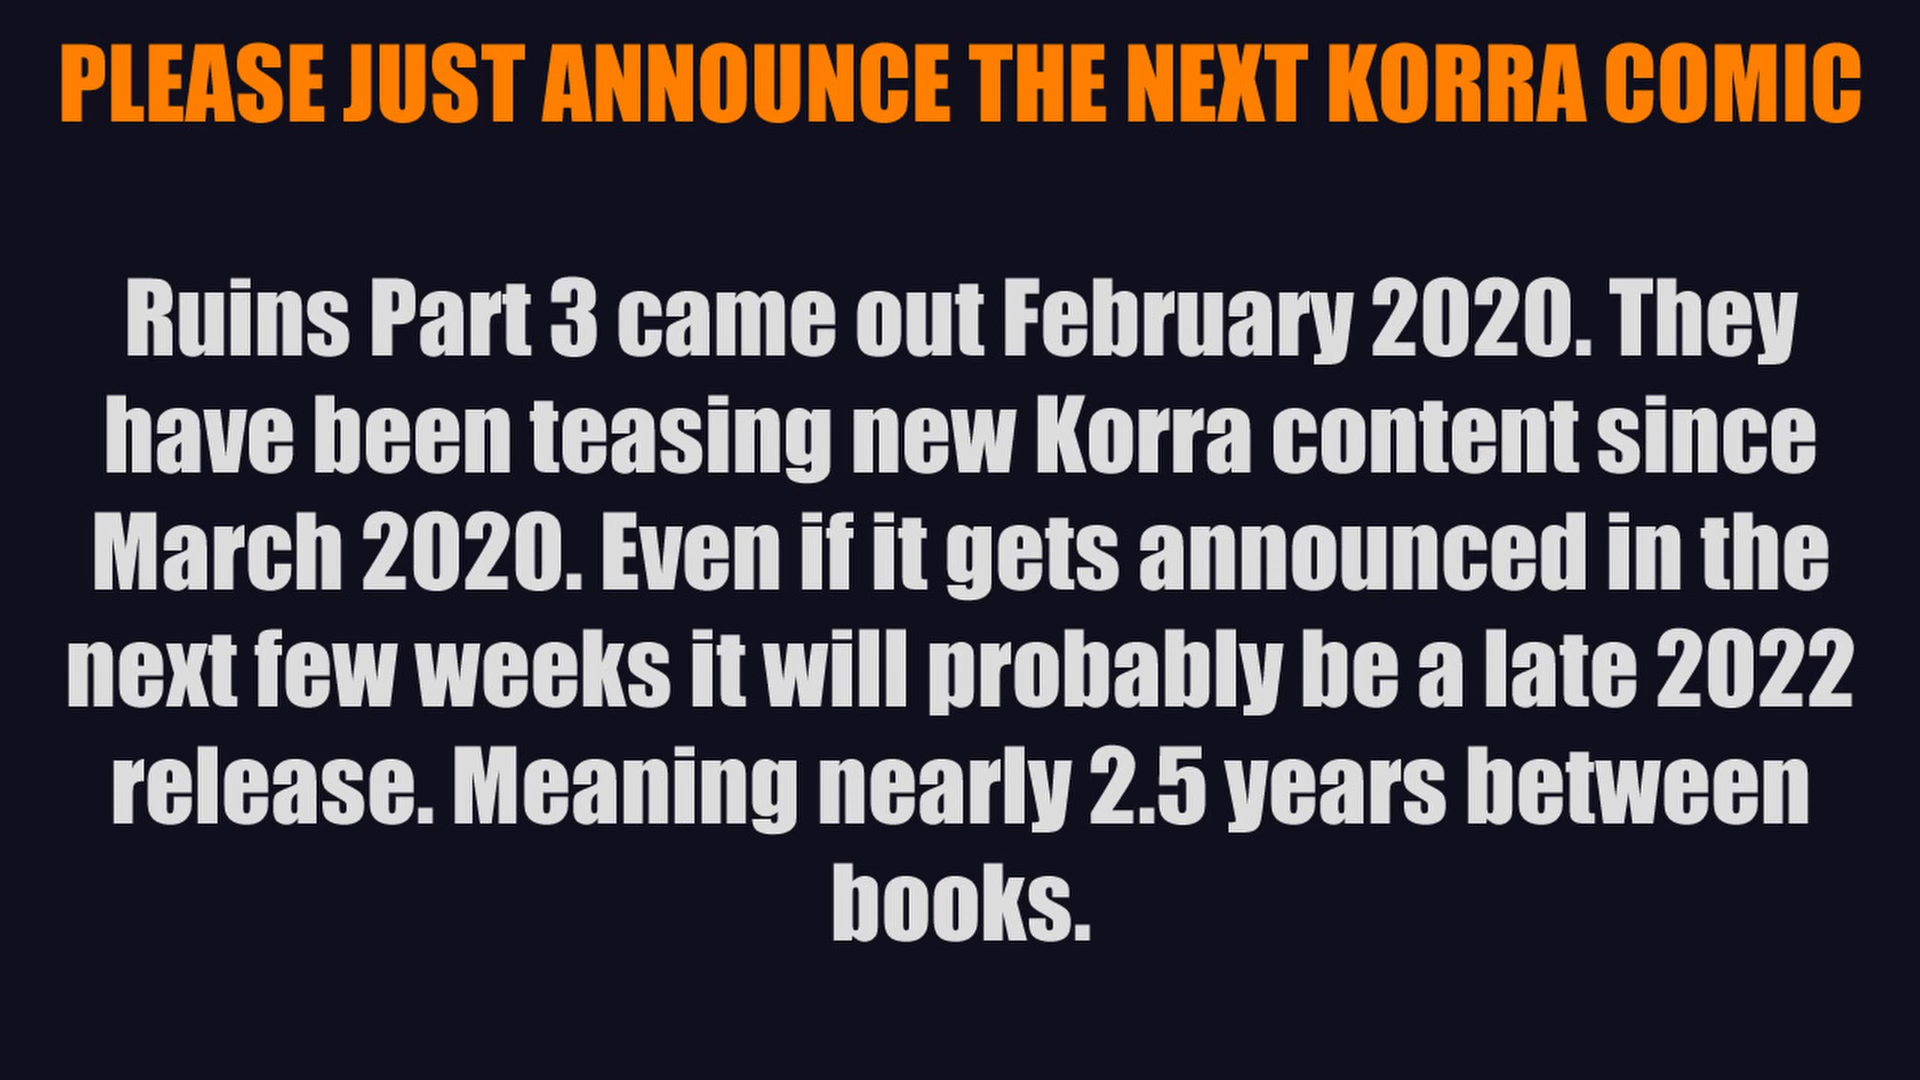 PLEASE JUST ANNOUNCE THE NEXT KORRA COMIC
Ruins Part 3 came out February 2020. They
have been teasing new Korra content since
March 2020. Even if it gets announced in the
next few weeks it will probably be a late 2022
release. Meaning nearly 2.5 years between
books.